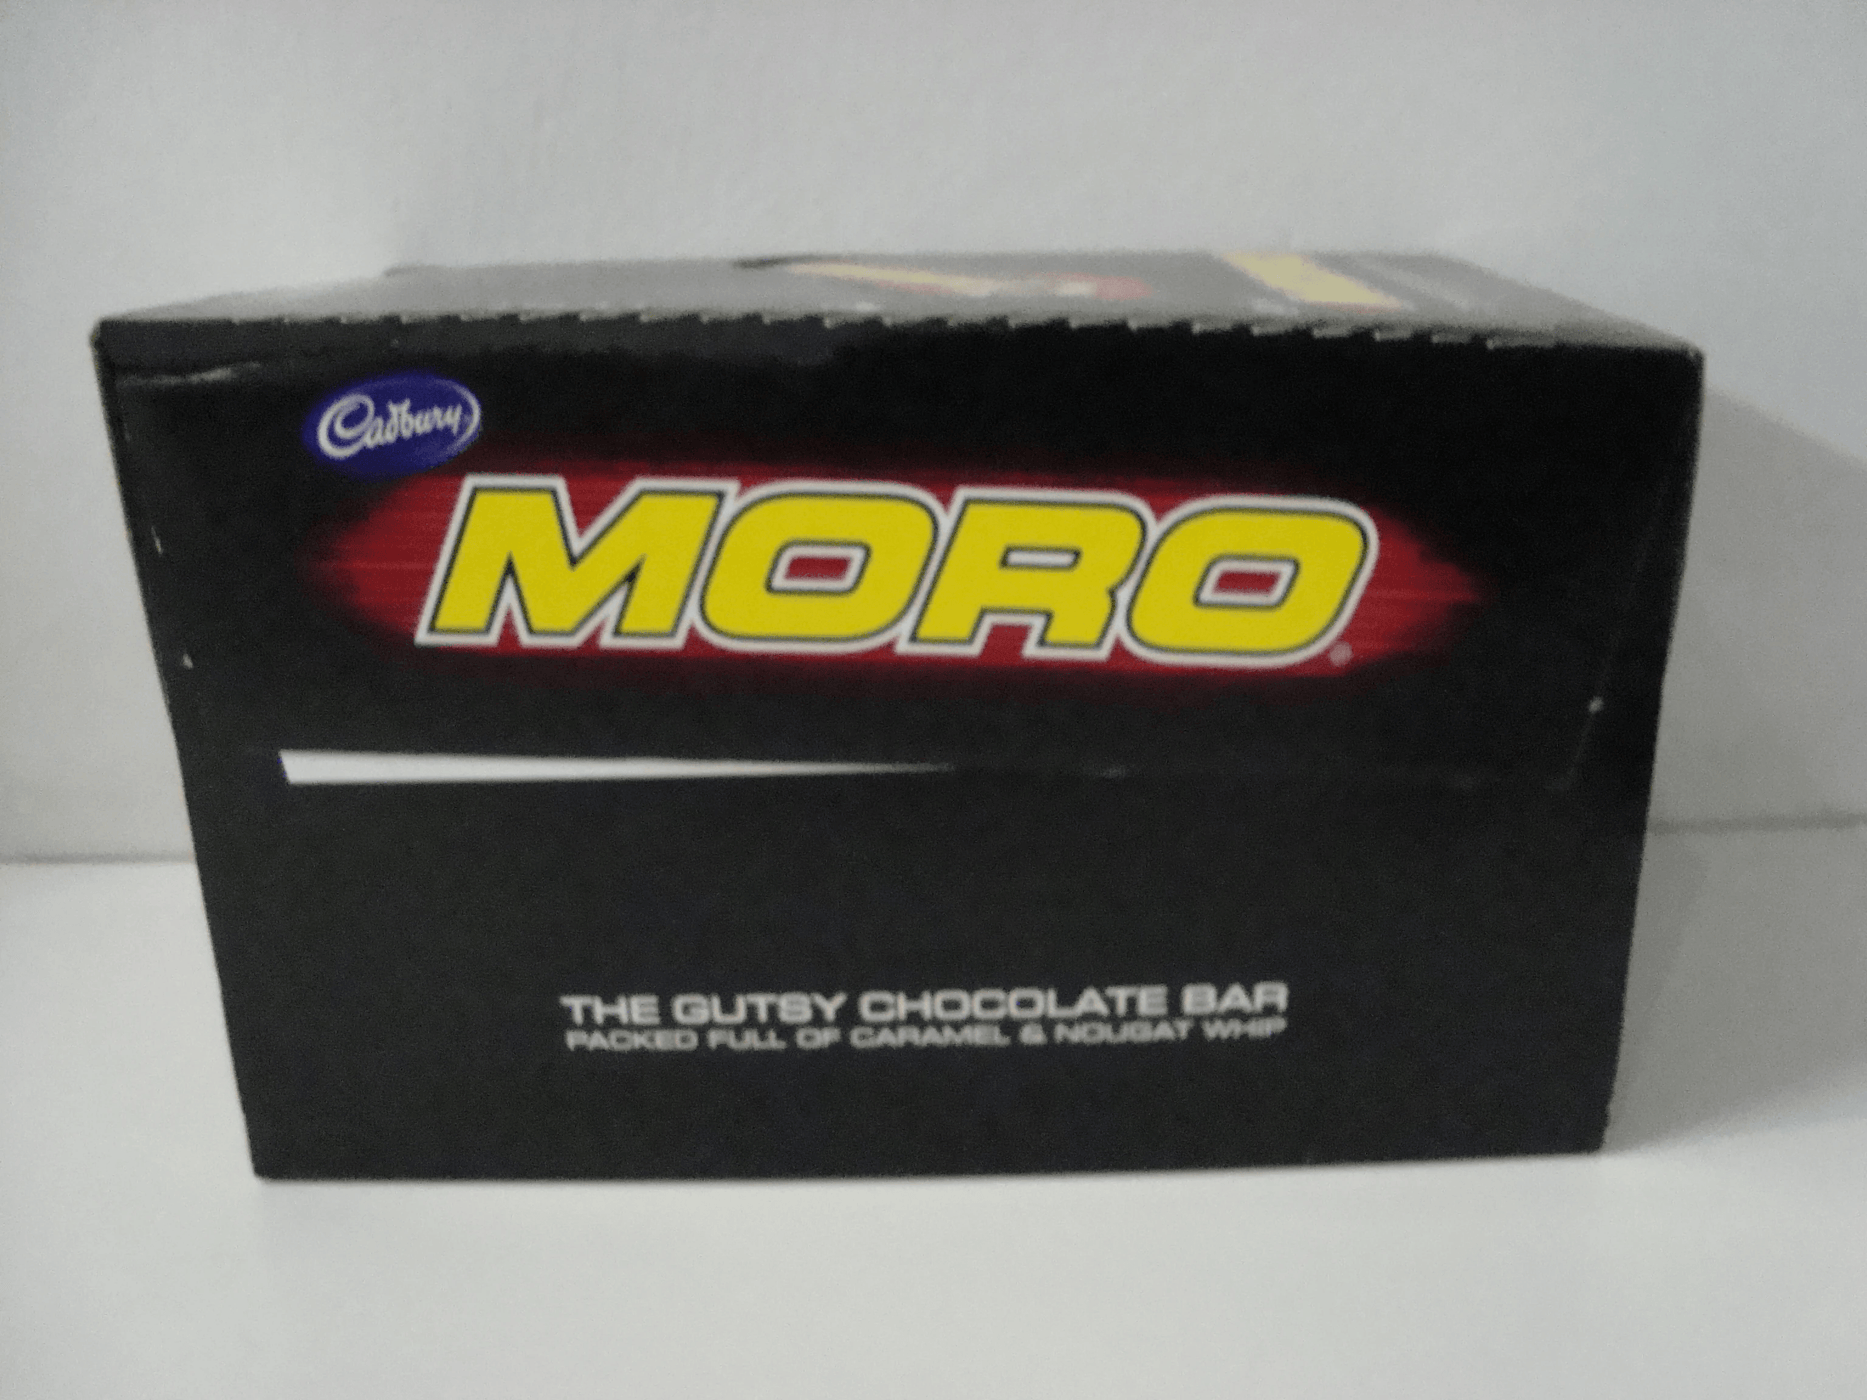 Cadbury
MORO
THE GUTSY CHOCOLATE BAR
PACKED FULL OF CARAMEL & NOUGAT WHIP